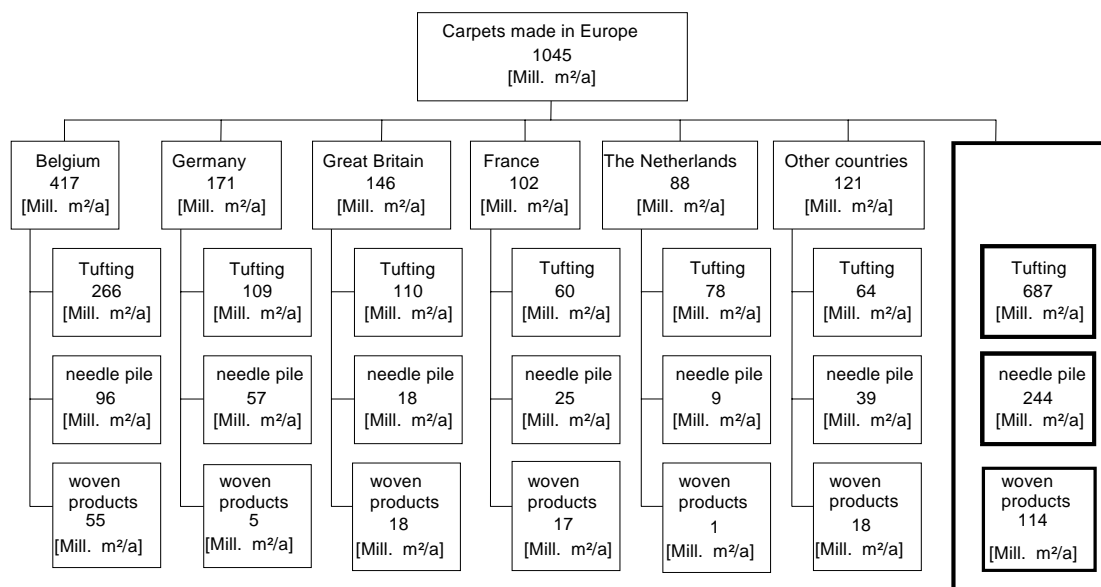 Carpets made in Europe
1045
[Mill. m²/a]
Belgium
417
[Mill. m²/a]
Germany
171
[Mill. m²/a]
Great Britain
146
[Mill. m²/a]
France
102
[Mill. m²/a]
The Netherlands
88
[Mill. m²/a]
Other countries
121
[Mill. m²/a]
Tufting
266
[Mill. m²/a]
Tufting
109
[Mill. m²/a]
Tufting
110
[Mill. m²/a]
Tufting
60
[Mill. m²/a]
Tufting
78
[Mill. m²/a]
Tufting
64
[Mill. m²/a]
Tufting
687
[Mill. m²/a]
needle pile
96
[Mill. m²/a]
needle pile
57
[Mill. m²/a]
needle pile
18
[Mill. m²/a]
needle pile
25
[Mill. m²/a]
needle pile
9
[Mill. m²/a]
needle pile
39
[Mill. m²/a]
needle pile
244
[Mill. m²/a]
woven
products
55
[Mill. m²/a]
woven
products
5
[Mill. m²/a]
woven
products
18
[Mill. m²/a]
woven
products
17
[Mill. m²/a]
woven
products
1
[Mill. m²/a]
woven
products
18
[Mill. m²/a]
woven
products
114
[Mill. m²/a]